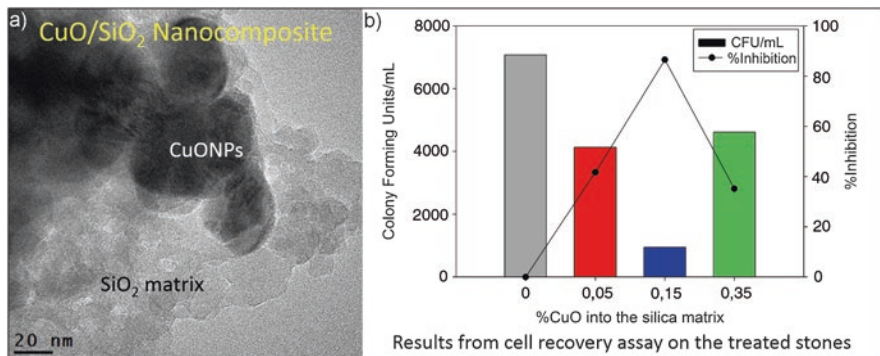 a)
CuO/SiO₂ Nanocomposite
CuONPs
SiO₂ matrix
20 nm
b)
8000
6000
4000
2000
0
Colony Forming Units/mL
CFU/mL
%Inhibition
100
80
60
40
20
0
%Inhibition
0 0,05 0,15 0,35
%CuO into the silica matrix
Results from cell recovery assay on the treated stones